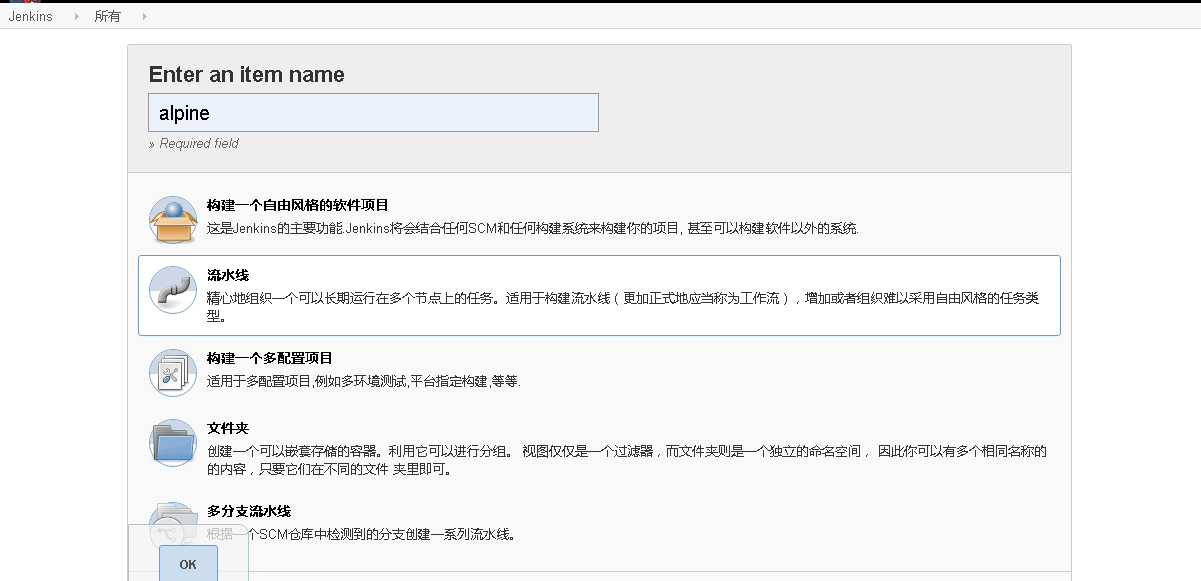 Jenkins 所有
Enter an item name
alpine
» Required field
构建一个自由风格的软件项目
这是Jenkins的主要功能.Jenkins将会结合任何SCM和任何构建系统来构建你的项目, 甚至可以构建软件以外的系统.
流水线
精心地组织一个可以长期运行在多个节点上的任务。适用于构建流水线（更加正式地应当称为工作流），增加或者组织难以采用自由风格的任务类
型。
构建一个多配置项目
适用于多配置项目,例如多环境测试,平台指定构建,等等.
文件夹
创建一个可以嵌套存储的容器。利用它可以进行分组。 视图仅仅是一个过滤器，而文件夹则是一个独立的命名空间， 因此你可以有多个相同名称的
的内容，只要它们在不同的文件 夹里即可。
多分支流水线
根据一个SCM仓库中检测到的分支创建一系列流水线。
OK